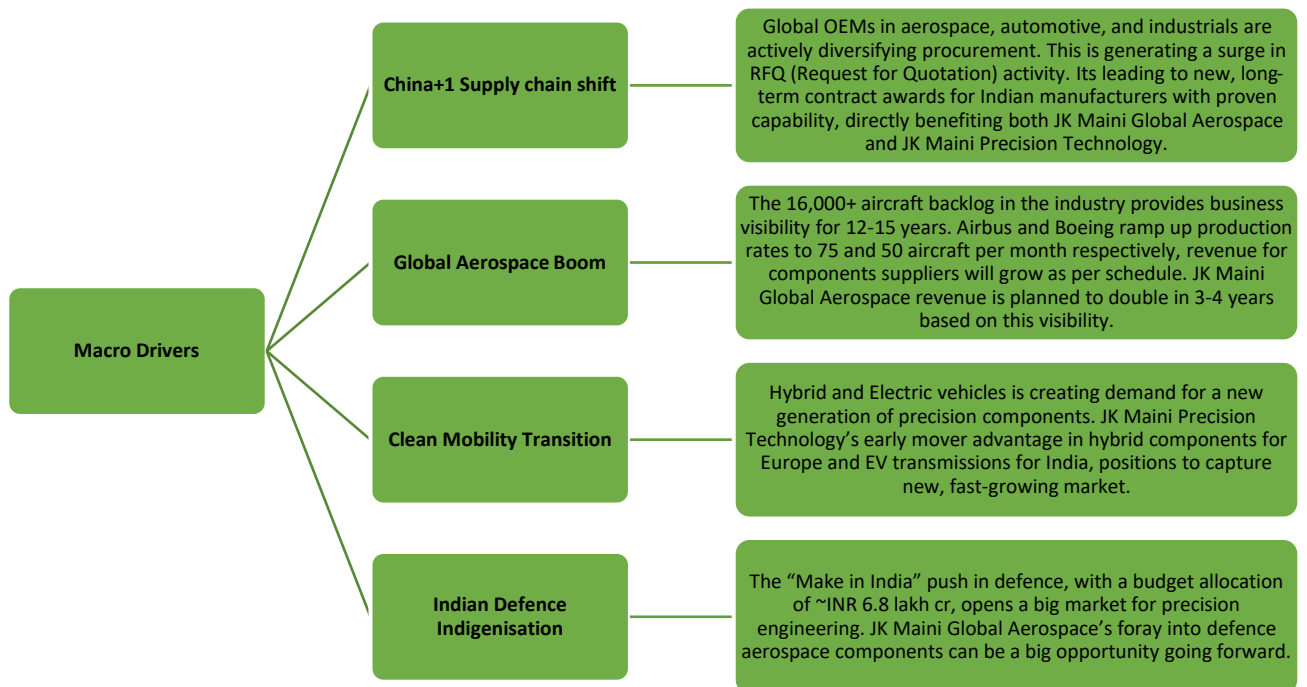 Macro Drivers
China+1 Supply chain shift
Global OEMs in aerospace, automotive, and industrials are
actively diversifying procurement. This is generating a surge in
RFQ (Request for Quotation) activity. Its leading to new, long-
term contract awards for Indian manufacturers with proven
capability, directly benefiting both JK Maini Global Aerospace
and JK Maini Precision Technology.
Global Aerospace Boom
The 16,000+ aircraft backlog in the industry provides business
visibility for 12-15 years. Airbus and Boeing ramp up production
rates to 75 and 50 aircraft per month respectively, revenue for
components suppliers will grow as per schedule. JK Maini
Global Aerospace revenue is planned to double in 3-4 years
based on this visibility.
Clean Mobility Transition
Hybrid and Electric vehicles is creating demand for a new
generation of precision components. JK Maini Precision
Technology’s early mover advantage in hybrid components for
Europe and EV transmissions for India, positions to capture
new, fast-growing market.
Indian Defence
Indigenisation
The “Make in India” push in defence, with a budget allocation
of ~INR 6.8 lakh cr, opens a big market for precision
engineering. JK Maini Global Aerospace’s foray into defence
aerospace components can be a big opportunity going forward.